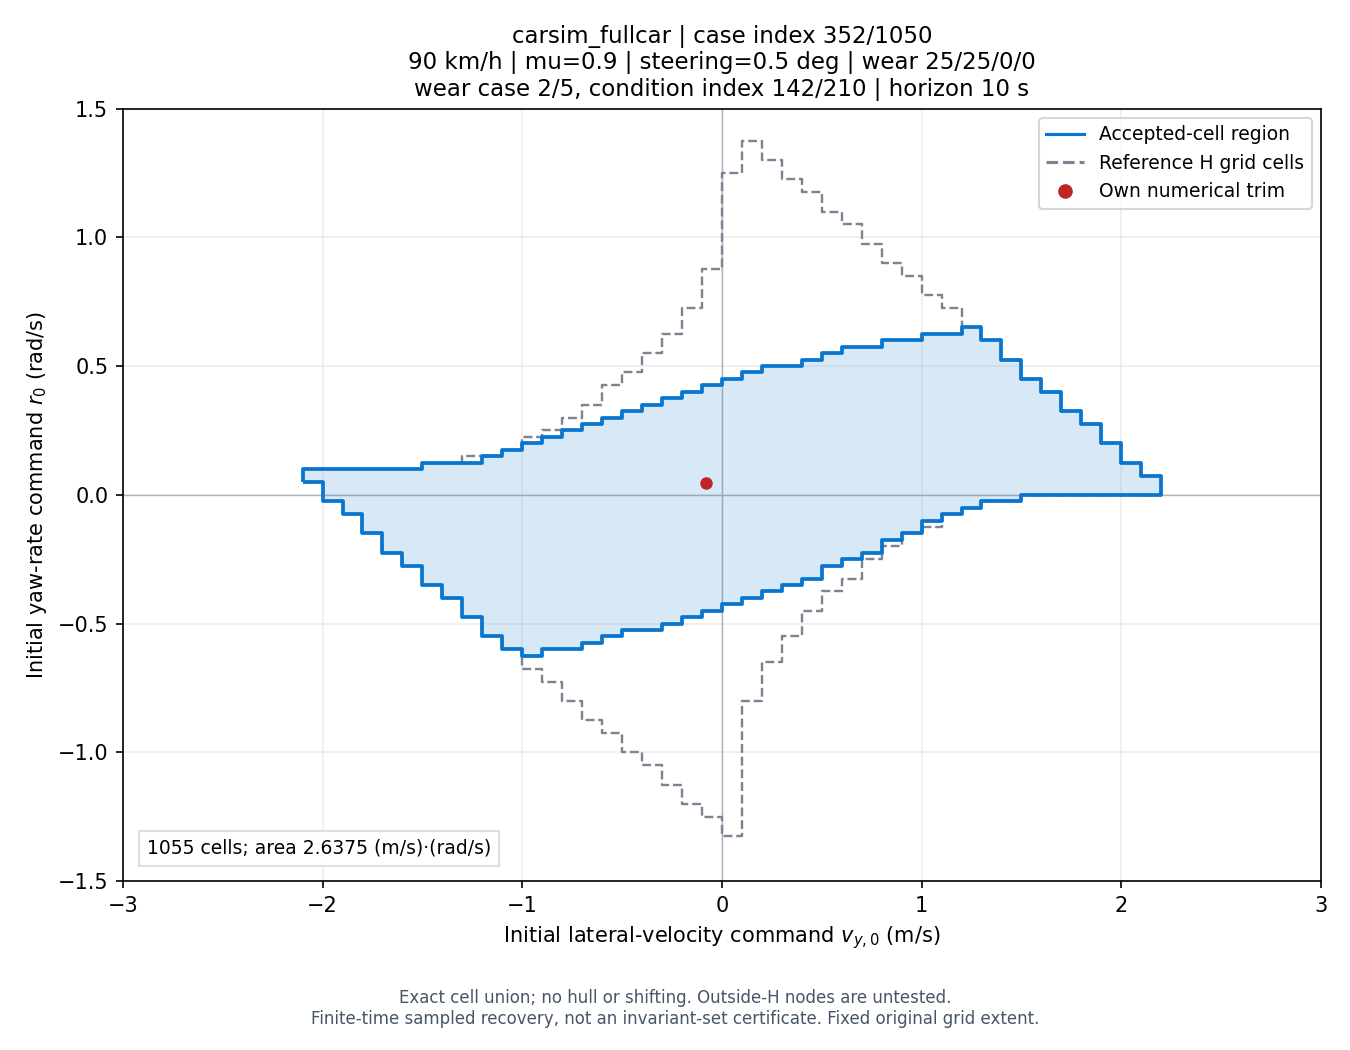 carsim_fullcar | case index 352/1050
90 km/h | mu=0.9 | steering=0.5 deg | wear 25/25/0/0
wear case 2/5, condition index 142/210 | horizon 10 s
Accepted-cell region
Reference H grid cells
Own numerical trim
1.5
1.0
0.5
0.0
−0.5
−1.0
−1.5
Initial yaw-rate command r0 (rad/s)
1055 cells; area 2.6375 (m/s)·(rad/s)
−3
−2
−1
0
1
2
3
Initial lateral-velocity command vy,0 (m/s)
Exact cell union; no hull or shifting. Outside-H nodes are untested.
Finite-time sampled recovery, not an invariant-set certificate. Fixed original grid extent.